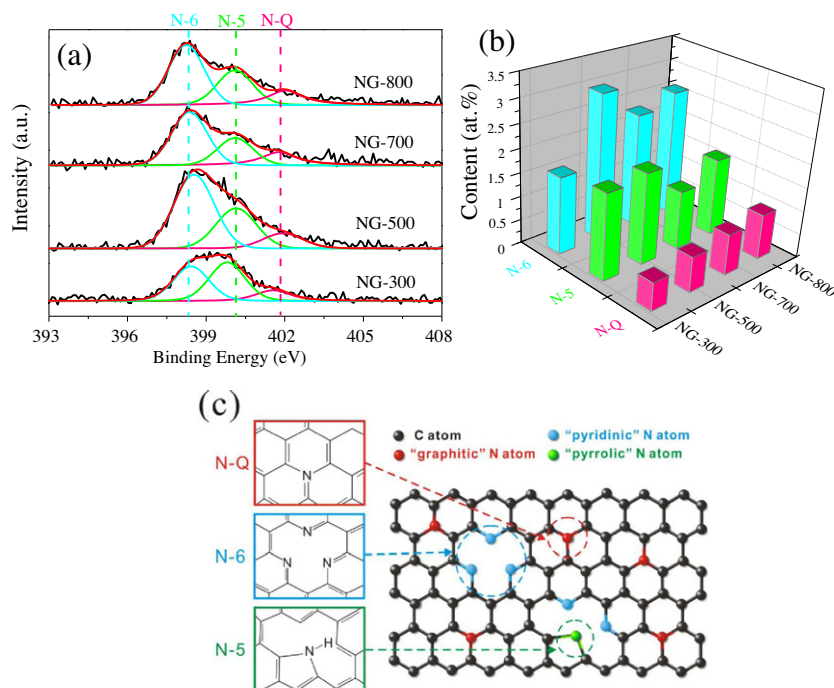 (a)
N-6
N-5
N-Q
NG-800
NG-700
NG-500
NG-300
Intensity (a.u.)
393
396
399
402
405
408
Binding Energy (eV)
(b)
Content (at.%)
3.5
3
2.5
2
1.5
1
0.5
0
N-6
N-5
N-Q
NG-300
NG-500
NG-700
NG-800
(c)
C atom
"pyridinic" N atom
"graphitic" N atom
"pyrrolic" N atom
N-Q
N
N-6
N
N
N
N-5
N
H